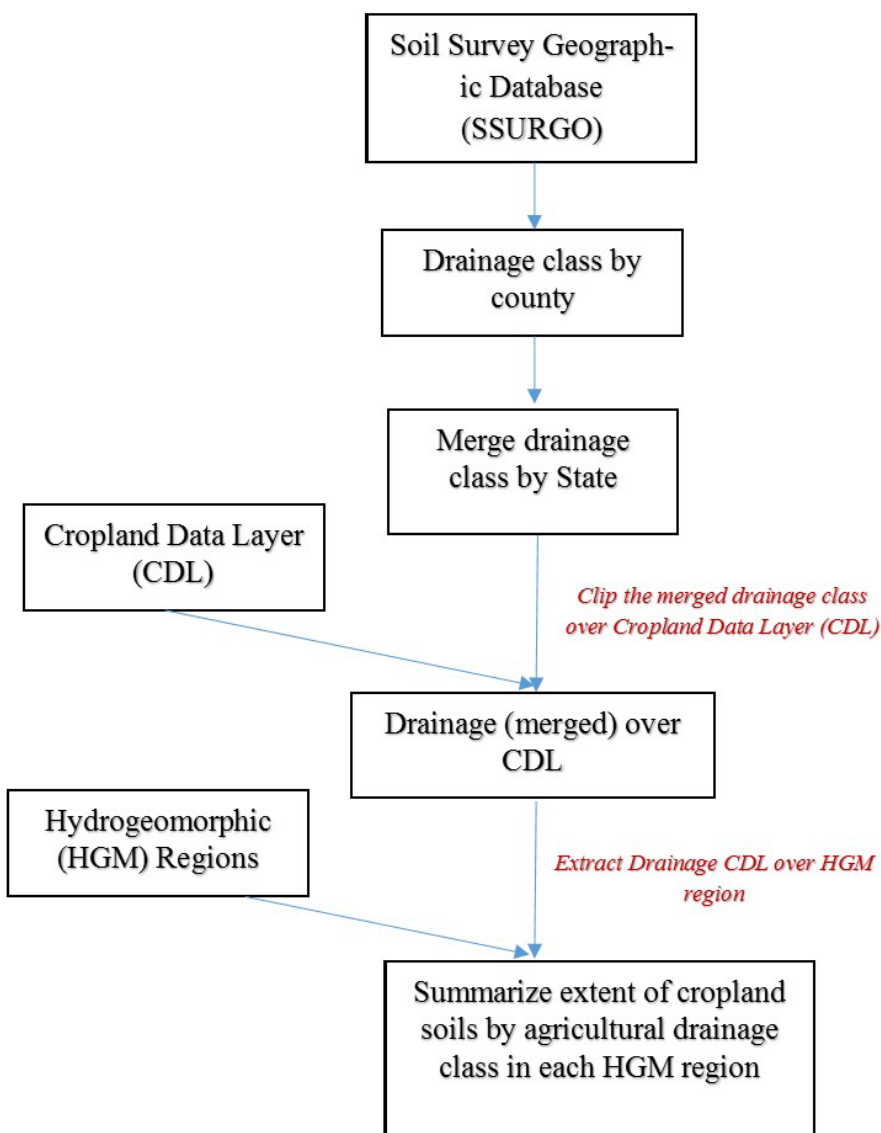 Soil Survey Geograph-
ic Database
(SSURGO)
Drainage class by
county
Merge drainage
class by State
Cropland Data Layer
(CDL)
Clip the merged drainage class
over Cropland Data Layer (CDL)
Drainage (merged) over
CDL
Hydrogeomorphic
(HGM) Regions
Extract Drainage CDL over HGM
region
Summarize extent of cropland
soils by agricultural drainage
class in each HGM region